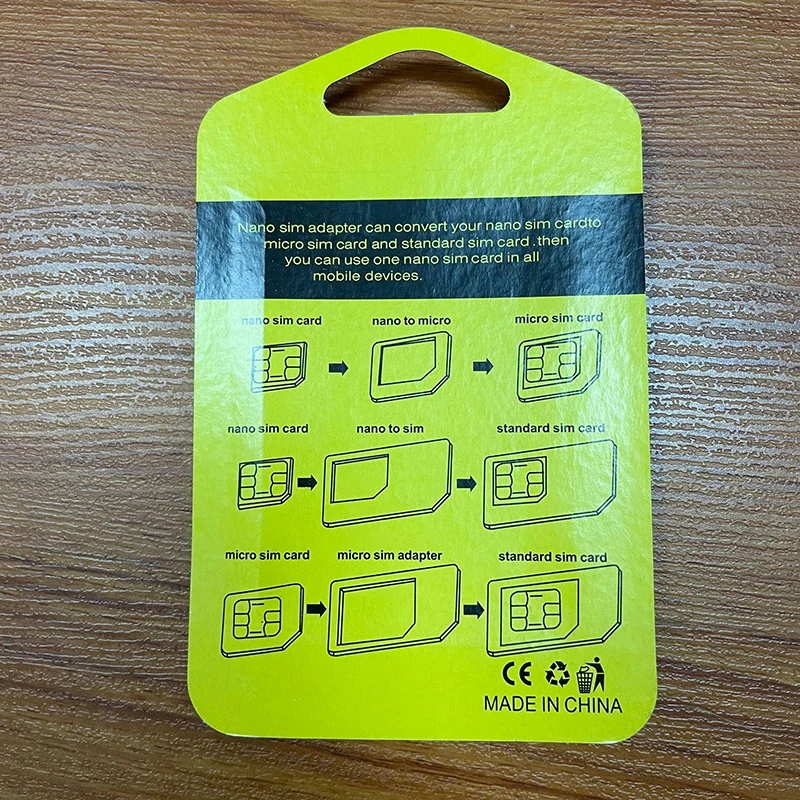 Nano sim adapter can convert your nano sim cardto
micro sim card and standard sim card .then
you can use one nano sim card in all
mobile devices.
nano sim card nano to micro micro sim card
nano sim card nano to sim standard sim card
micro sim card micro sim adapter standard sim card
CE
MADE IN CHINA